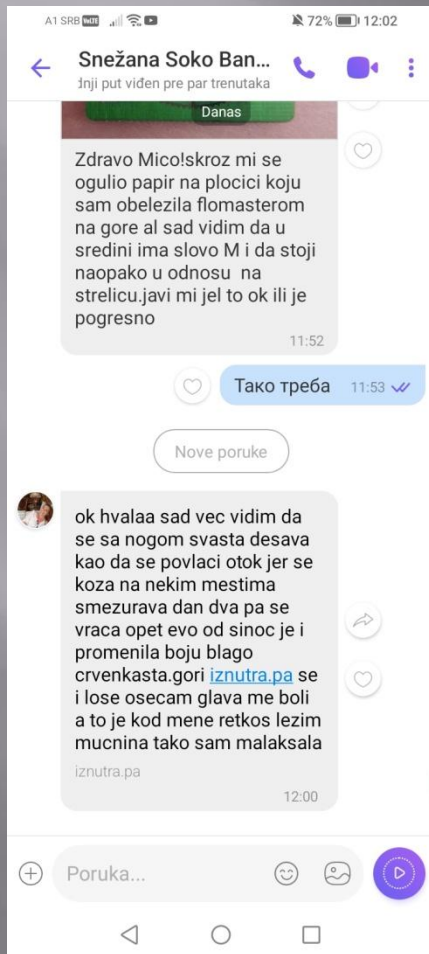 A1 SRB VoLTE 72% 12:02
Snežana Soko Ban...
dnji put viđen pre par trenutaka
Danas
Zdravo Mico!skroz mi se
ogulio papir na plocici koju
sam obelezila flomasterom
na gore al sad vidim da u
sredini ima slovo M i da stoji
naopako u odnosu na
strelicu.javi mi jel to ok ili je
pogresno
11:52
Тако треба 11:53
Nove poruke
ok hvalaa sad vec vidim da
se sa nogom svasta desava
kao da se povlaci otok jer se
koza na nekim mestima
smezurava dan dva pa se
vraca opet evo od sinoc je i
promenila boju blago
crvenkasta.gori iznutra.pa se
i lose osecam glava me boli
a to je kod mene retkos lezim
mucnina tako sam malaksala
iznutra.pa
12:00
Poruka...